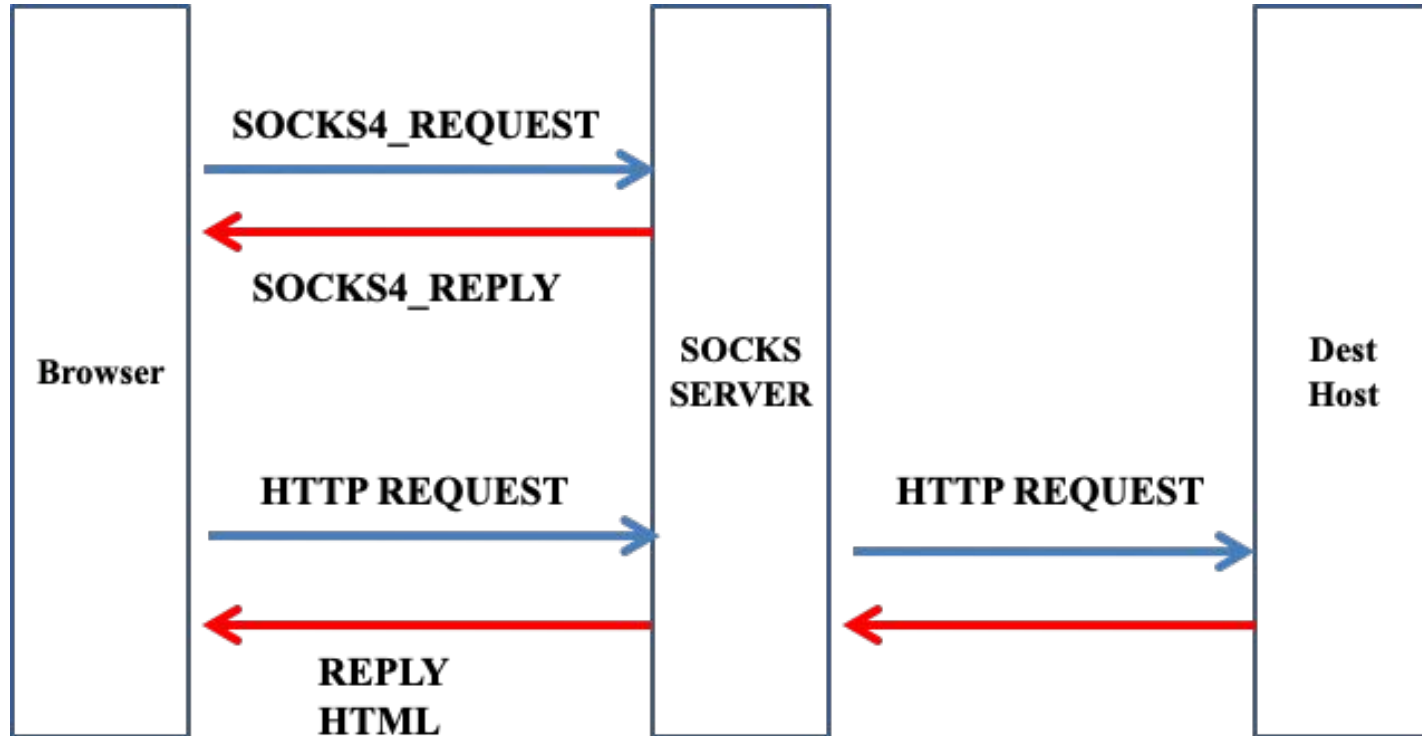 SOCKS4_REQUEST
SOCKS4_REPLY
Browser
SOCKS
SERVER
Dest
Host
HTTP REQUEST
HTTP REQUEST
REPLY
HTML